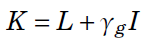 K = L + γ_g I